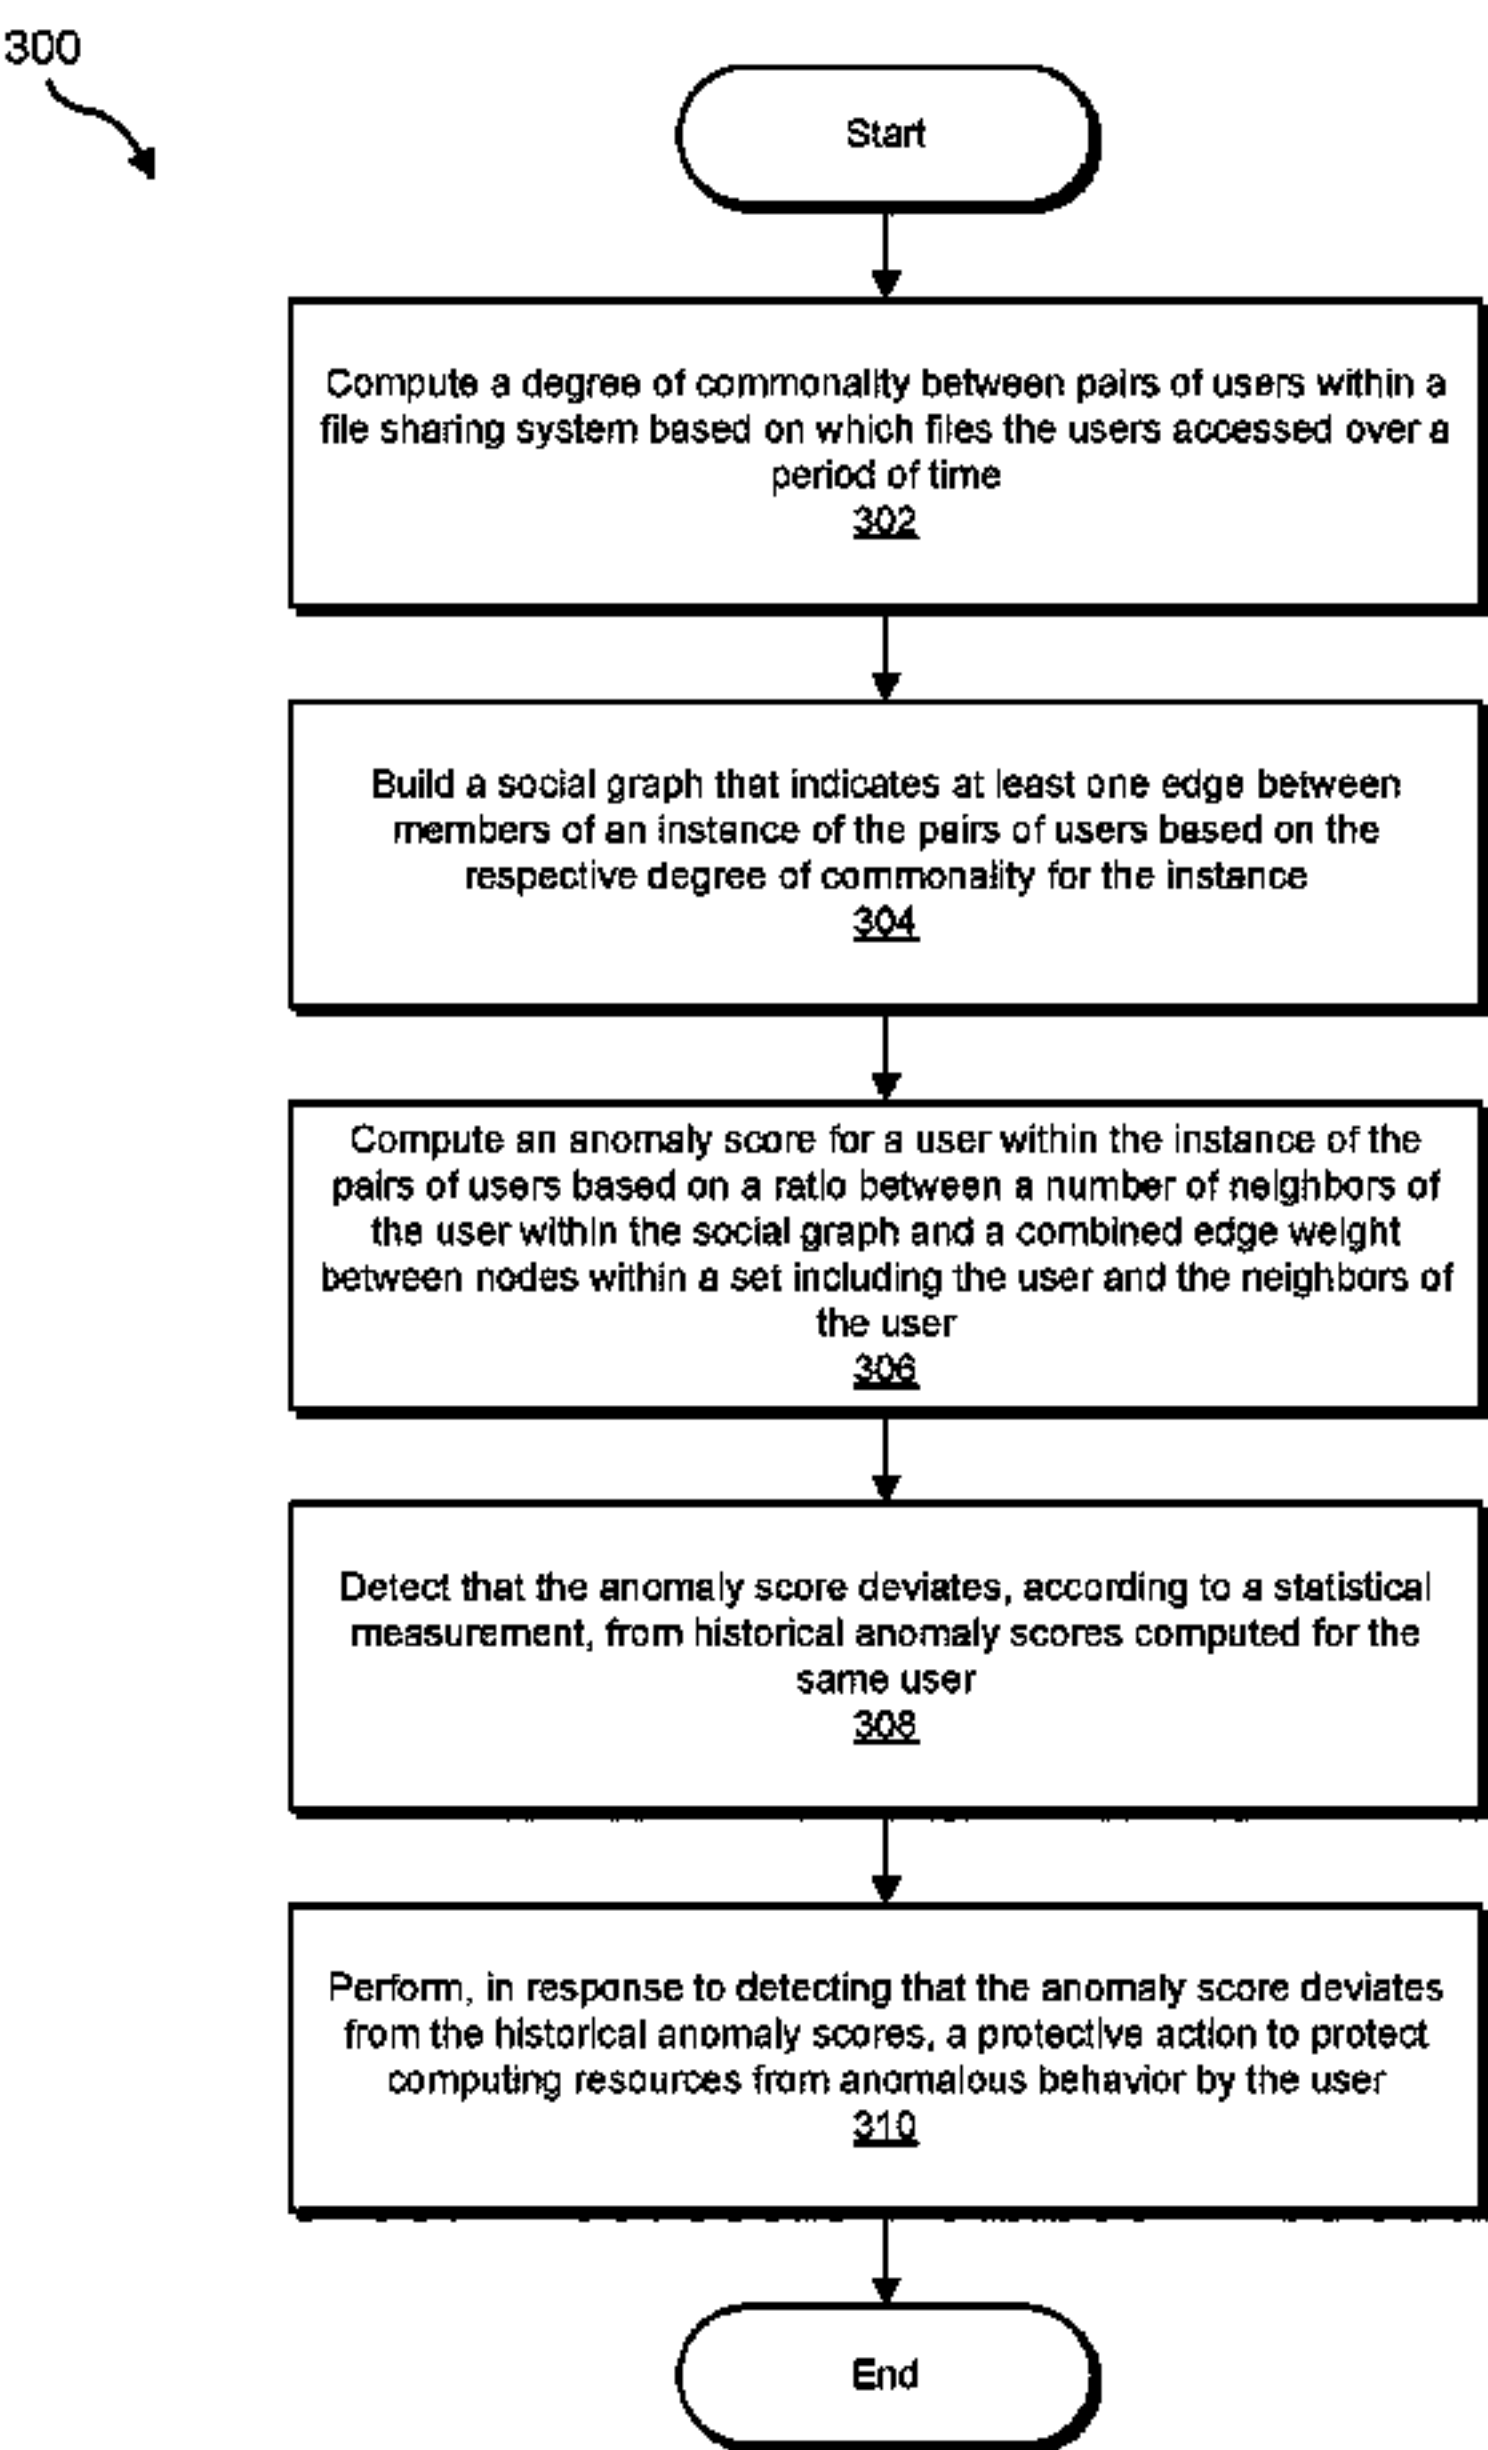 300
Start
Compute a degree of commonality between pairs of users within a
file sharing system based on which files the users accessed over a
period of time
302
Build a social graph that indicates at least one edge between
members of an instance of the pairs of users based on the
respective degree of commonality for the instance
304
Compute an anomaly score for a user within the instance of the
pairs of users based on a ratio between a number of neighbors of
the user within the social graph and a combined edge weight
between nodes within a set including the user and the neighbors of
the user
306
Detect that the anomaly score deviates, according to a statistical
measurement, from historical anomaly scores computed for the
same user
308
Perform, in response to detecting that the anomaly score deviates
from the historical anomaly scores, a protective action to protect
computing resources from anomalous behavior by the user
310
End